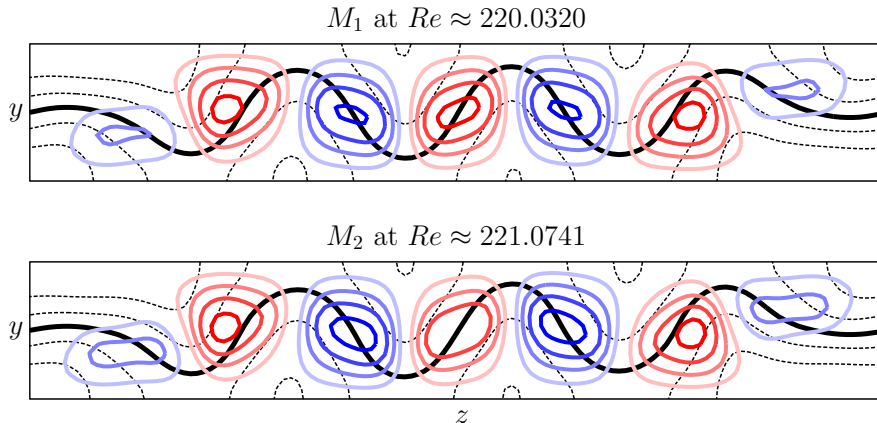 M₁ at Re ≈ 220.0320
y
M₂ at Re ≈ 221.0741
y
z